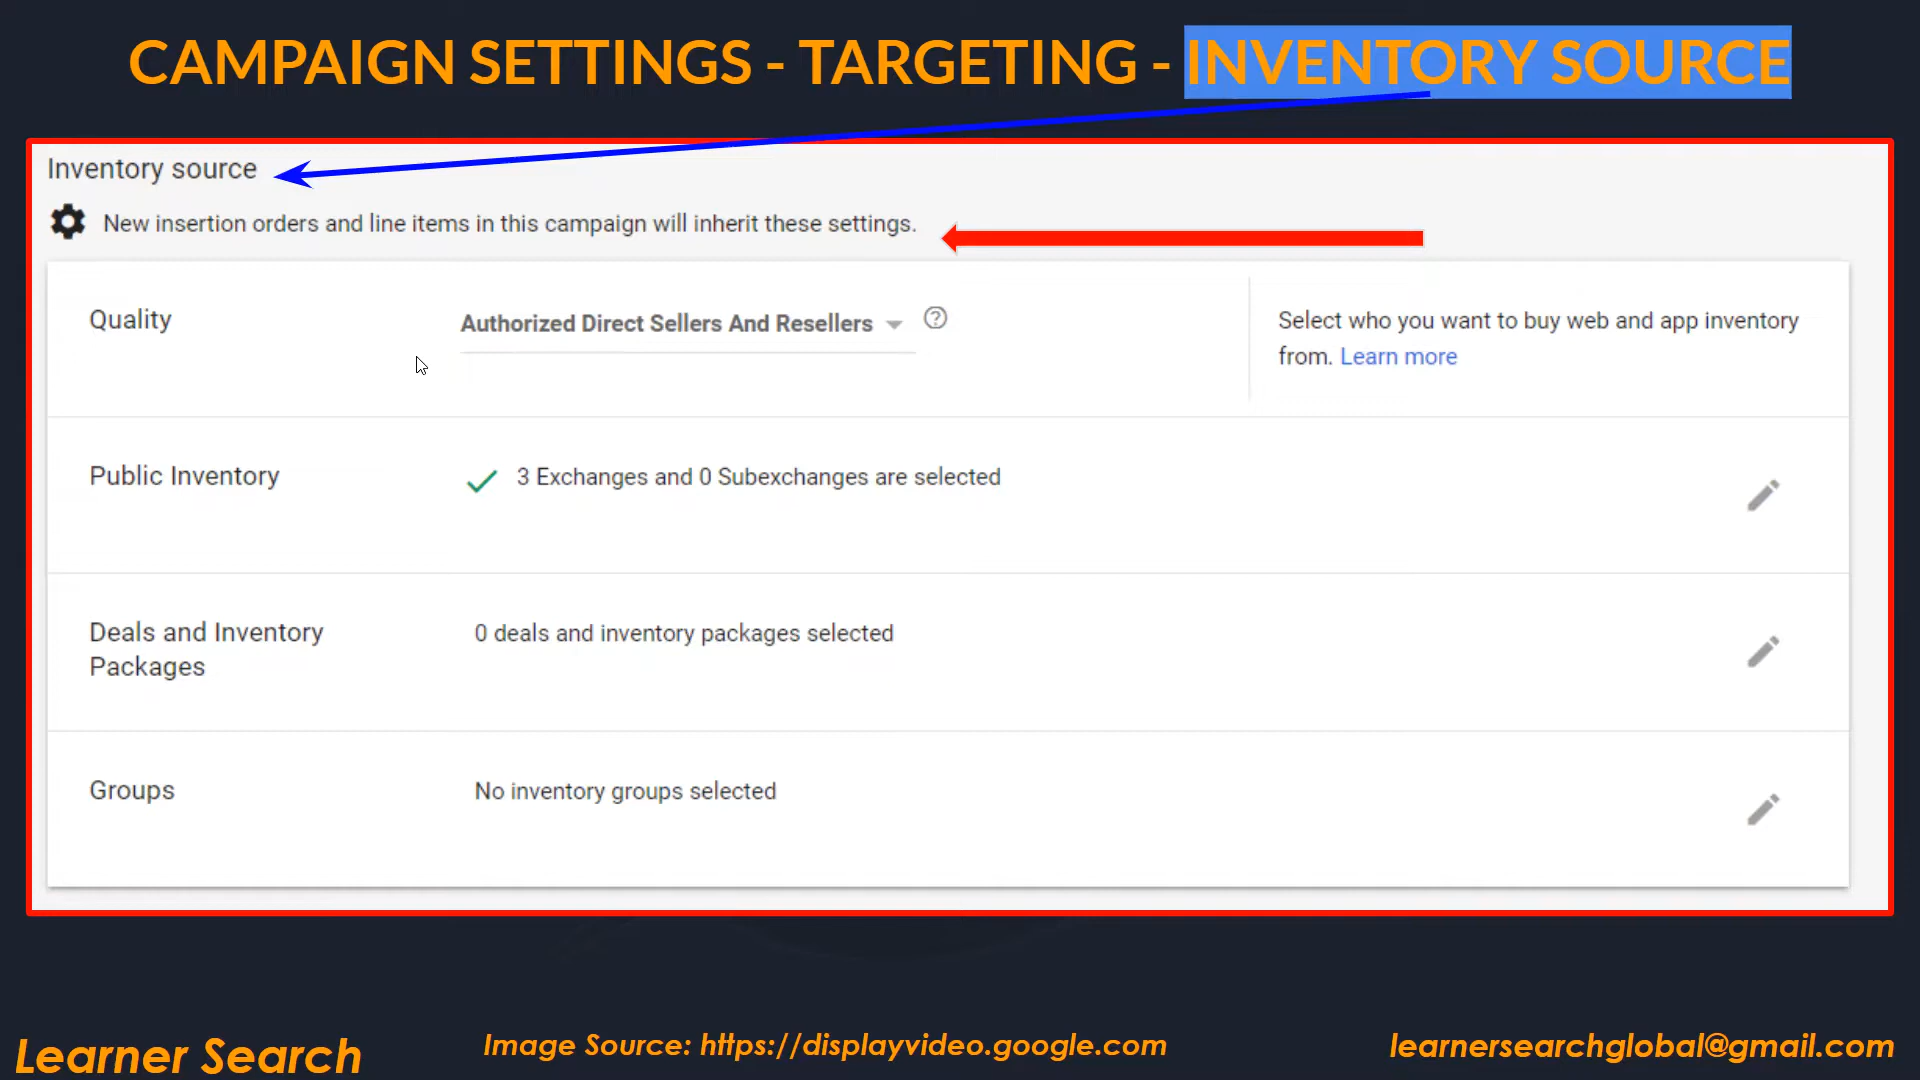 CAMPAIGN SETTINGS - TARGETING - INVENTORY SOURCE
Inventory source
New insertion orders and line items in this campaign will inherit these settings.
Quality
Authorized Direct Sellers And Resellers
Select who you want to buy web and app inventory
from. Learn more
Public Inventory
3 Exchanges and 0 Subexchanges are selected
Deals and Inventory
Packages
0 deals and inventory packages selected
Groups
No inventory groups selected
Learner Search
Image Source: https://displayvideo.google.com
learnersearchglobal@gmail.com